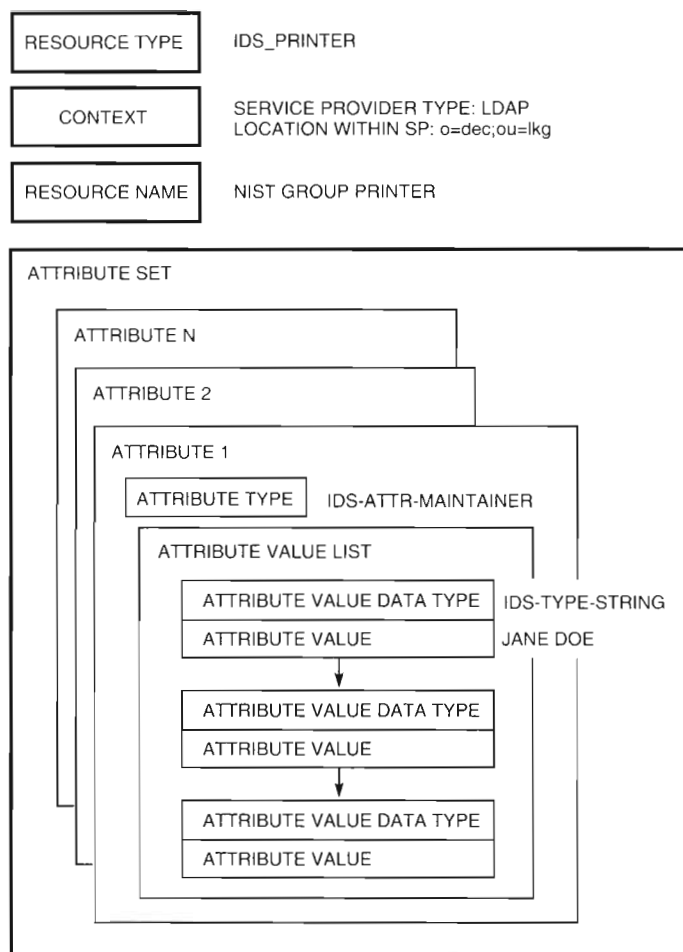 RESOURCE TYPE IDS_PRINTER
CONTEXT SERVICE PROVIDER TYPE: LDAP
LOCATION WITHIN SP: o=dec;ou=lkg
RESOURCE NAME NIST GROUP PRINTER
ATTRIBUTE SET
ATTRIBUTE N
ATTRIBUTE 2
ATTRIBUTE 1
ATTRIBUTE TYPE IDS-ATTR-MAINTAINER
ATTRIBUTE VALUE LIST
ATTRIBUTE VALUE DATA TYPE IDS-TYPE-STRING
ATTRIBUTE VALUE JANE DOE
ATTRIBUTE VALUE DATA TYPE
ATTRIBUTE VALUE
ATTRIBUTE VALUE DATA TYPE
ATTRIBUTE VALUE